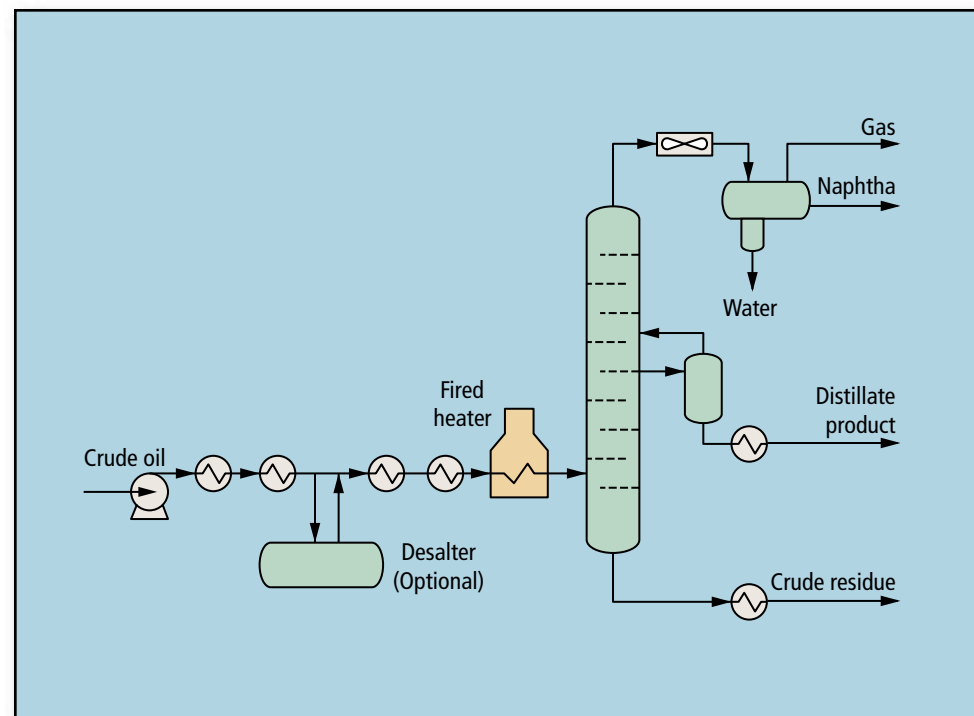 Gas
Naphtha
Water
Fired
heater
Distillate
product
Crude oil
Desalter
(Optional)
Crude residue